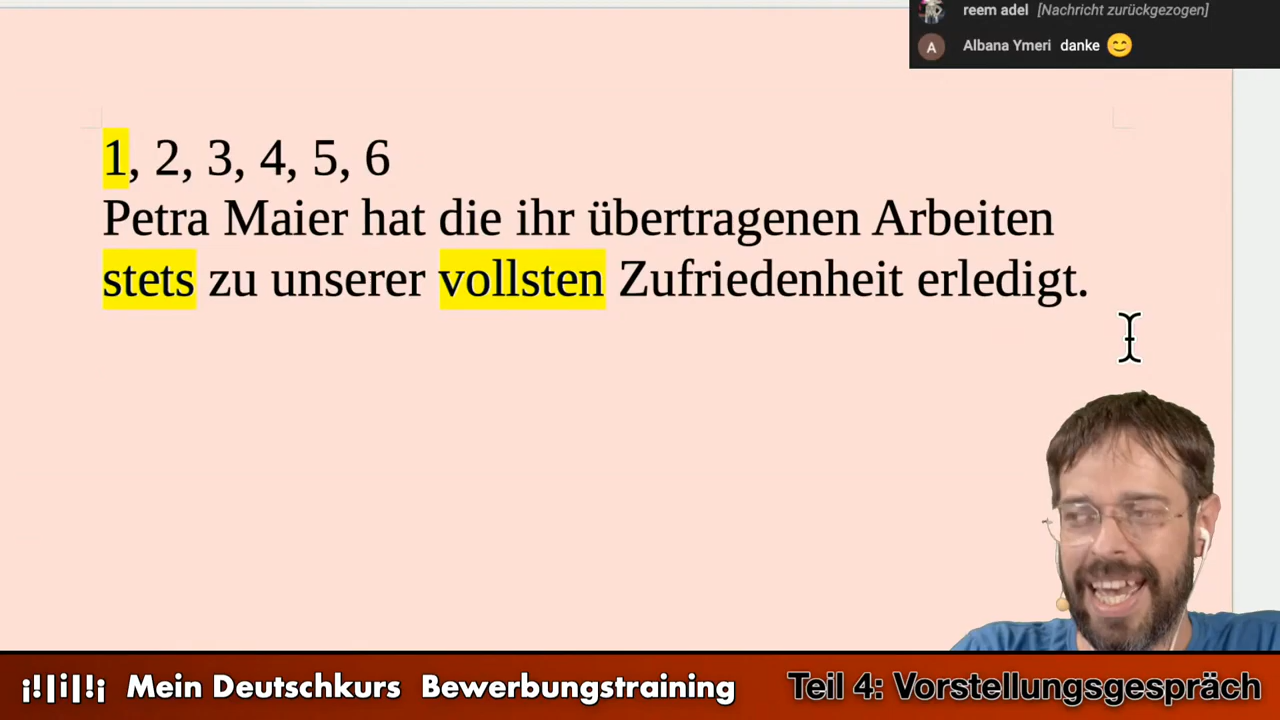 reem adel [Nachricht zurückgezogen]
A Albana Ymeri danke 😊
1, 2, 3, 4, 5, 6
Petra Maier hat die ihr übertragenen Arbeiten
stets zu unserer vollsten Zufriedenheit erledigt.
¡!|¡|!¡ Mein Deutschkurs Bewerbungstraining Teil 4: Vorstellungsgespräch